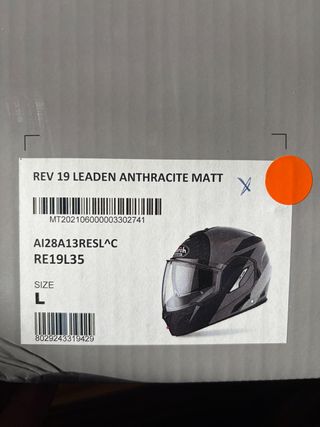 REV 19 LEADEN ANTHRACITE MATT
MT202106000003302741
AI28A13RESL^C
RE19L35
SIZE
L
8029243319429